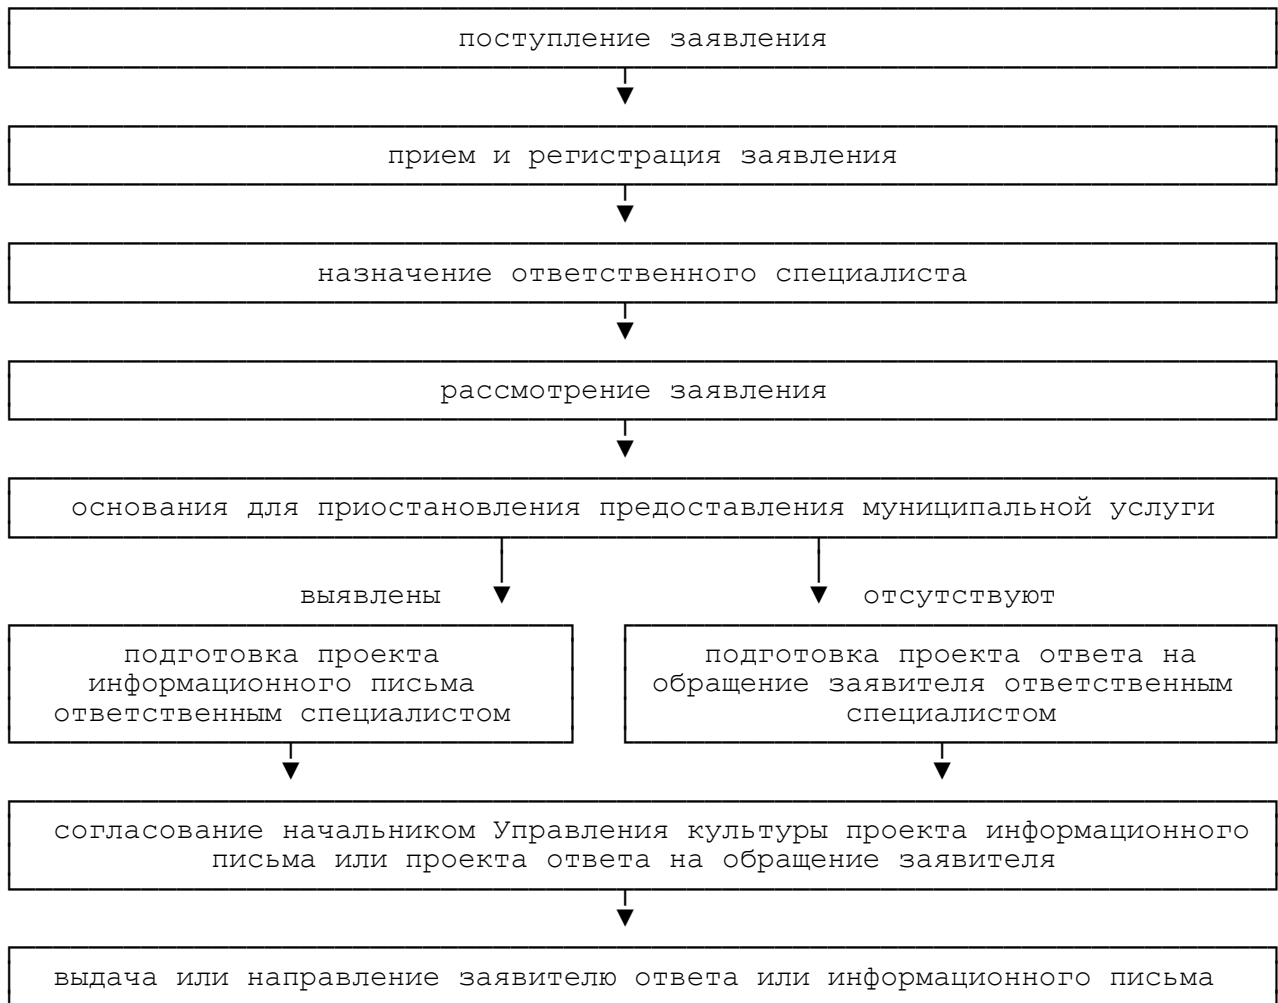 поступление заявления
прием и регистрация заявления
назначение ответственного специалиста
рассмотрение заявления
основания для приостановления предоставления муниципальной услуги
выявлены
отсутствуют
подготовка проекта
информационного письма
ответственным специалистом
подготовка проекта ответа на
обращение заявителя ответственным
специалистом
согласование начальником Управления культуры проекта информационного
письма или проекта ответа на обращение заявителя
выдача или направление заявителю ответа или информационного письма